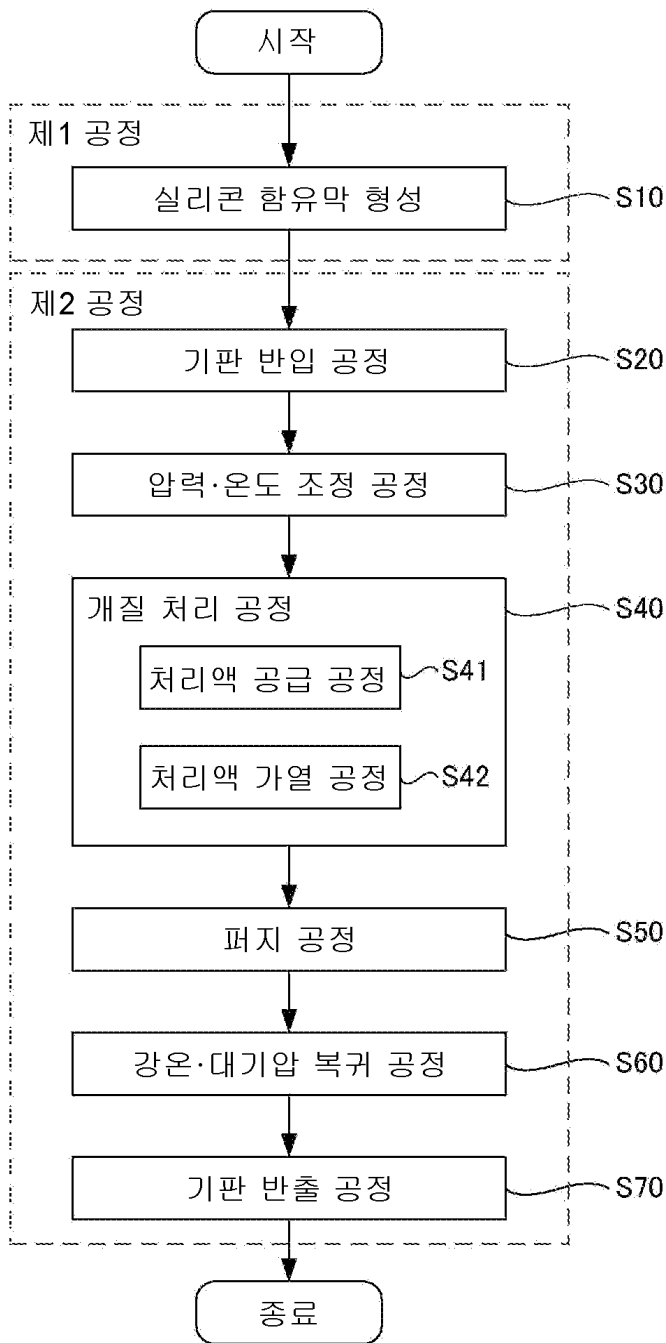 시작
제1 공정
실리콘 함유막 형성
S10
제2 공정
기판 반입 공정
S20
압력·온도 조정 공정
S30
개질 처리 공정
S40
처리액 공급 공정
S41
처리액 가열 공정
S42
퍼지 공정
S50
강온·대기압 복귀 공정
S60
기판 반출 공정
S70
종료